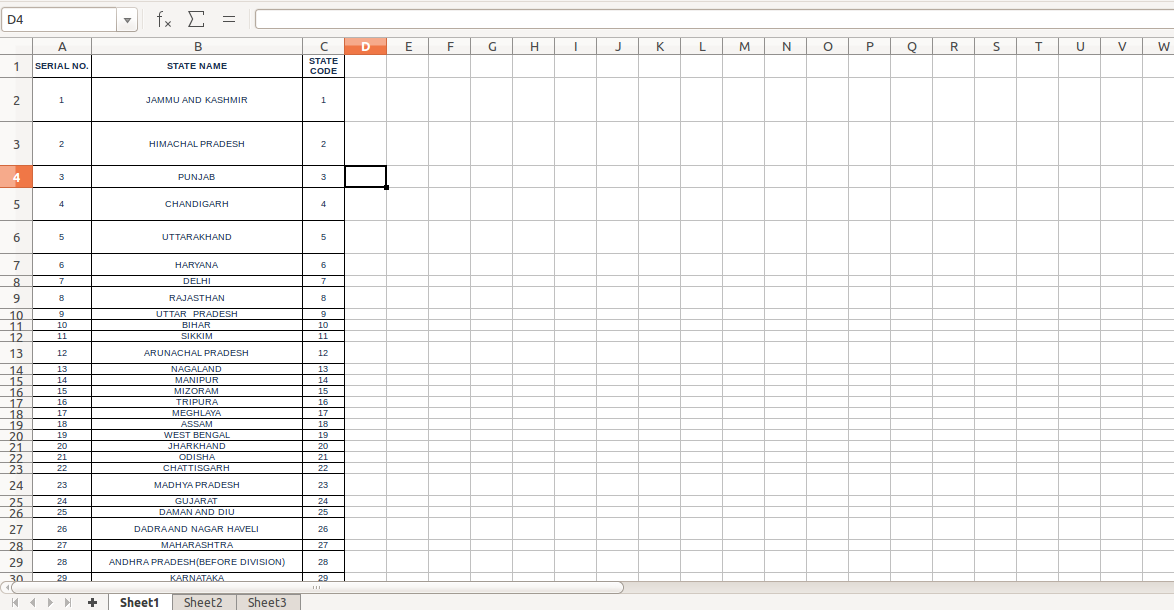 D4
fx Σ =
A B C D E F G H I J K L M N O P Q R S T U V W
1 SERIAL NO. STATE NAME STATE CODE
2 1 JAMMU AND KASHMIR 1
3 2 HIMACHAL PRADESH 2
4 3 PUNJAB 3
5 4 CHANDIGARH 4
6 5 UTTARAKHAND 5
7 6 HARYANA 6
8 7 DELHI 7
9 8 RAJASTHAN 8
10 9 UTTAR PRADESH 9
11 10 BIHAR 10
12 11 SIKKIM 11
13 12 ARUNACHAL PRADESH 12
14 13 NAGALAND 13
15 14 MANIPUR 14
16 15 MIZORAM 15
17 16 TRIPURA 16
18 17 MEGHLAYA 17
19 18 ASSAM 18
20 19 WEST BENGAL 19
21 20 JHARKHAND 20
22 21 ODISHA 21
23 22 CHATTISGARH 22
24 23 MADHYA PRADESH 23
25 24 GUJARAT 24
26 25 DAMAN AND DIU 25
27 26 DADRA AND NAGAR HAVELI 26
28 27 MAHARASHTRA 27
29 28 ANDHRA PRADESH(BEFORE DIVISION) 28
30 29 KARNATAKA 29
Sheet1 Sheet2 Sheet3